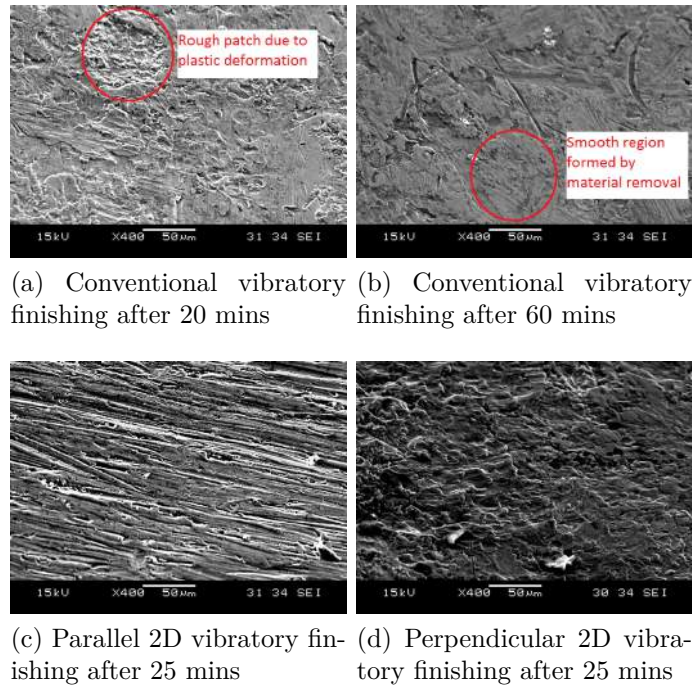 Rough patch due to
plastic deformation
15kU X400 50μm 31 34 SEI
Smooth region
formed by
material removal
15kU X400 50μm 31 34 SEI
(a) Conventional vibratory
finishing after 20 mins
(b) Conventional vibratory
finishing after 60 mins
15kU X400 50μm 31 34 SEI
15kU X400 50μm 30 34 SEI
(c) Parallel 2D vibratory fin-
ishing after 25 mins
(d) Perpendicular 2D vibra-
tory finishing after 25 mins